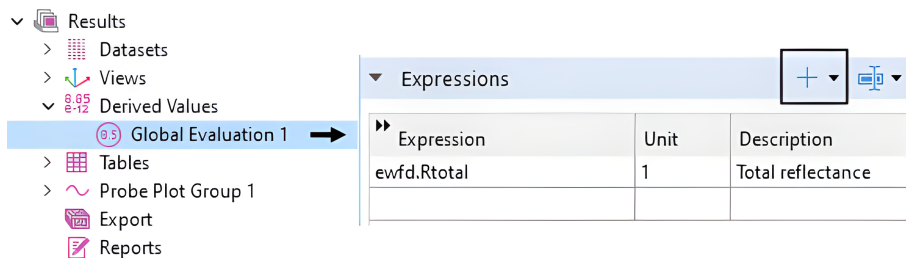 Results
Datasets
Views
8.85
e-12
Derived Values
0.5
Global Evaluation 1
Tables
Probe Plot Group 1
Export
Reports
Expressions
Expression Unit Description
ewfd.Rtotal 1 Total reflectance